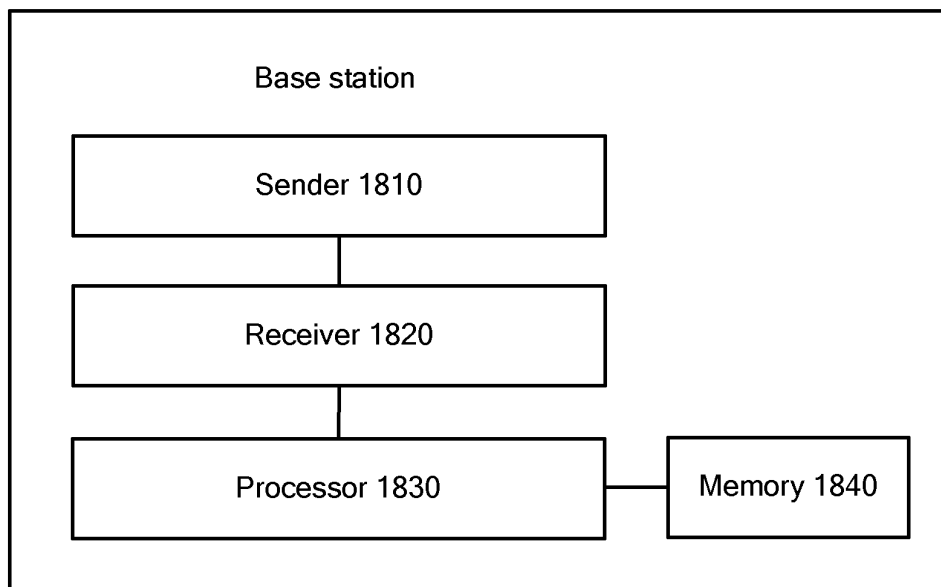 Base station
Sender 1810
Receiver 1820
Processor 1830
Memory 1840